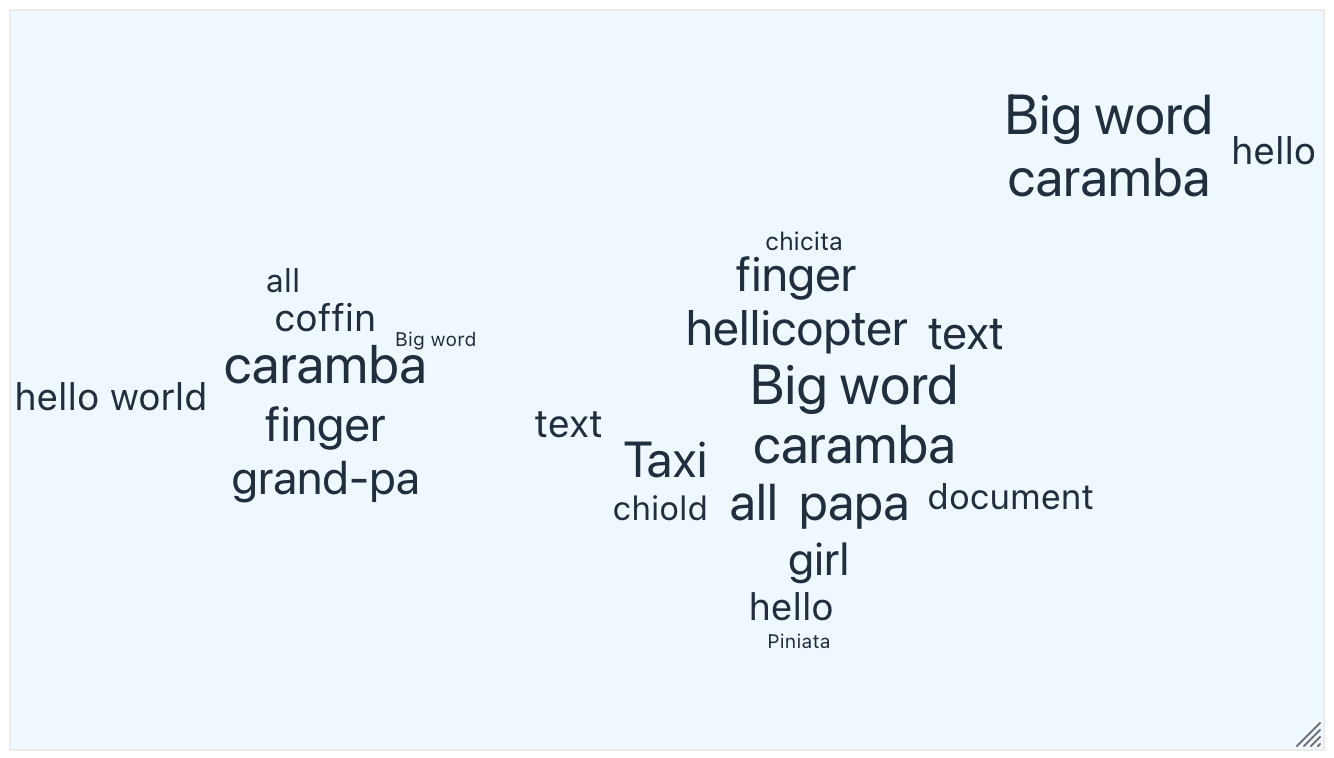 Big word
caramba
hello
chicita
finger
hellicopter text
Big word
caramba
all
coffin
Big word
caramba
hello world
finger
grand-pa
text
Taxi
chiold
all papa document
girl
hello
Piniata